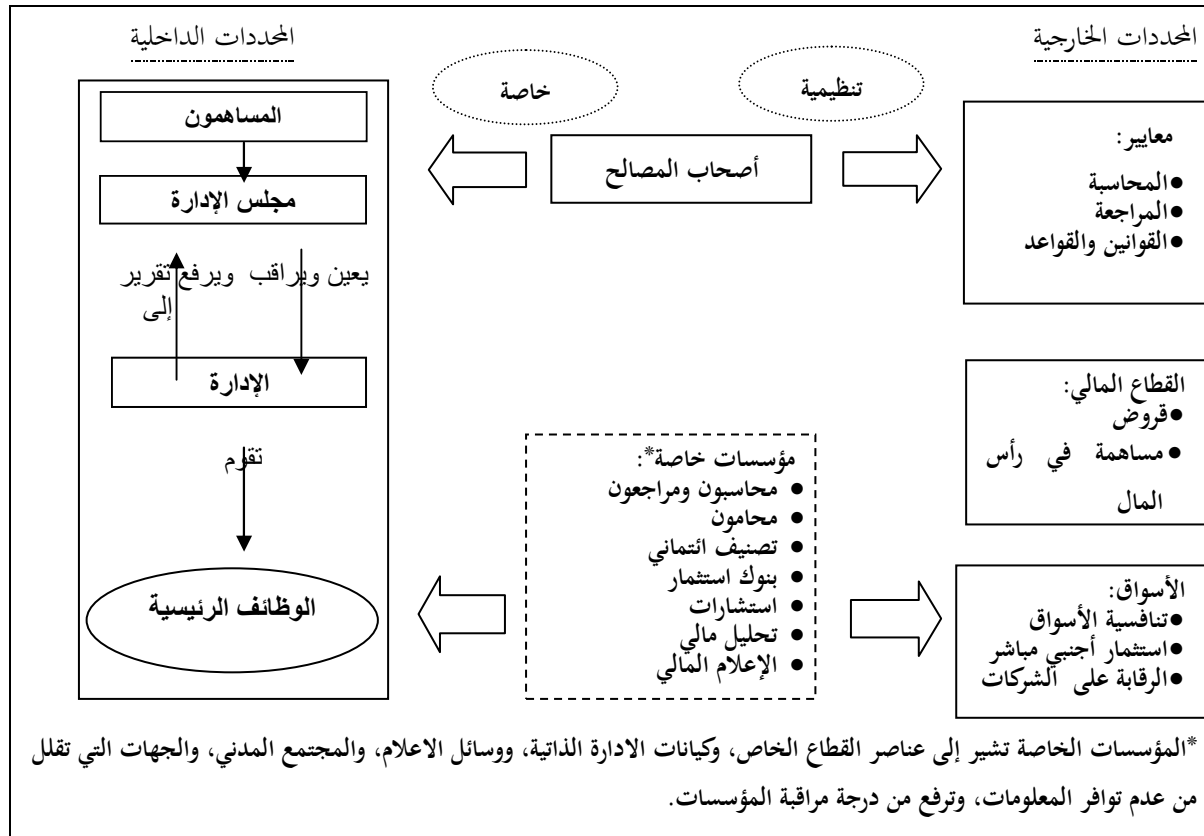 المحددات الخارجية
المحددات الداخلية
تنظيمية
خاصة
أصحاب المصالح
معايير:
●المحاسبة
●المراجعة
●القوانين والقواعد
القطاع المالي:
●قروض
●مساهمة في رأس
المال
الأسواق:
●تنافسية الأسواق
●استثمار أجنبي مباشر
●الرقابة على الشركات
مؤسسات خاصة*:
● محاسبون ومراجعون
● محامون
● تصنيف ائتماني
● بنوك استثمار
● استشارات
● تحليل مالي
● الإعلام المالي
المساهمون
مجلس الإدارة
يعين ويراقب ويرفع تقرير
إلى
الإدارة
تقوم
الوظائف الرئيسية
*المؤسسات الخاصة تشير إلى عناصر القطاع الخاص، وكيانات الادارة الذاتية، ووسائل الاعلام، والمجتمع المدني، والجهات التي تقلل
من عدم توافر المعلومات، وترفع من درجة مراقبة المؤسسات.